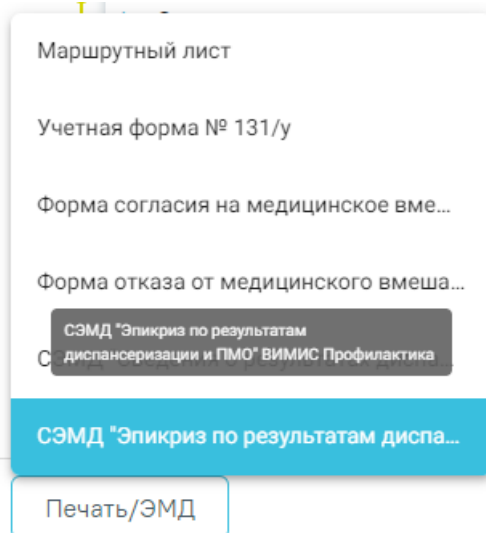 Маршрутный лист
Учетная форма № 131/у
Форма согласия на медицинское вме...
Форма отказа от медицинского вмеша...
СЭМД "Эпикриз по результатам
диспансеризации и ПМО" ВИМИС Профилактика
СЭМД "Эпикриз по результатам диспа...
Печать/ЭМД